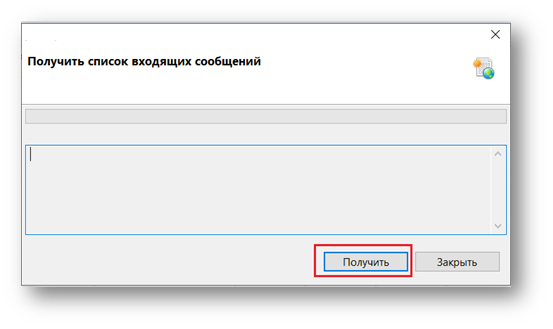 Получить список входящих сообщений
Получить
Закрыть